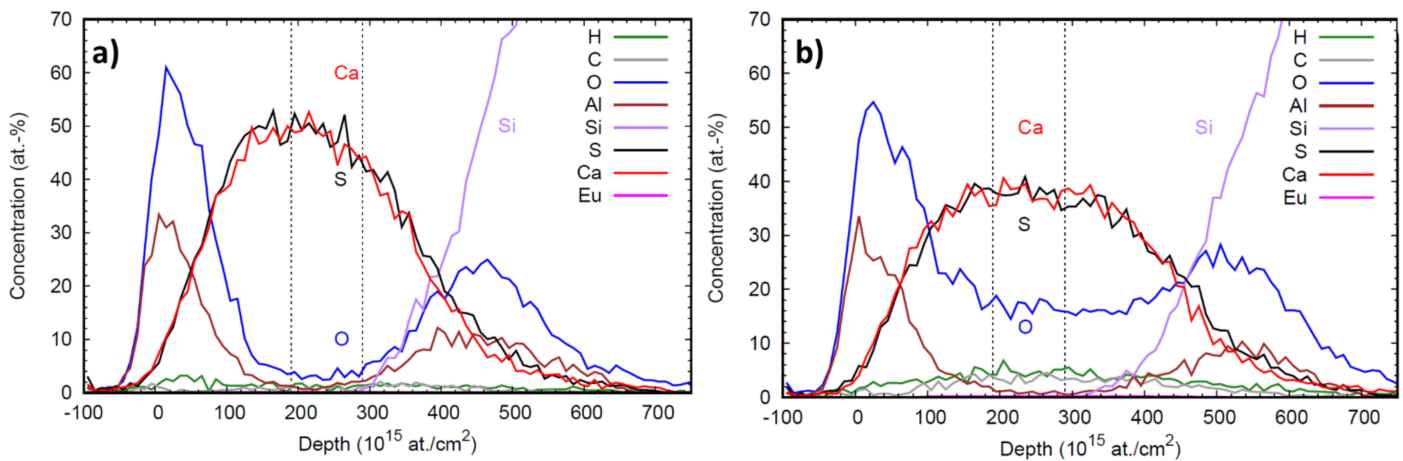 a)
Concentration (at.-%)
70
60
50
40
30
20
10
0
H
C
O
Al
Si
S
Ca
Eu
Ca
Si
S
O
-100 0 100 200 300 400 500 600 700
Depth (10¹⁵ at./cm²)
b)
Concentration (at.-%)
70
60
50
40
30
20
10
0
H
C
O
Al
Si
S
Ca
Eu
Ca
Si
S
O
-100 0 100 200 300 400 500 600 700
Depth (10¹⁵ at./cm²)